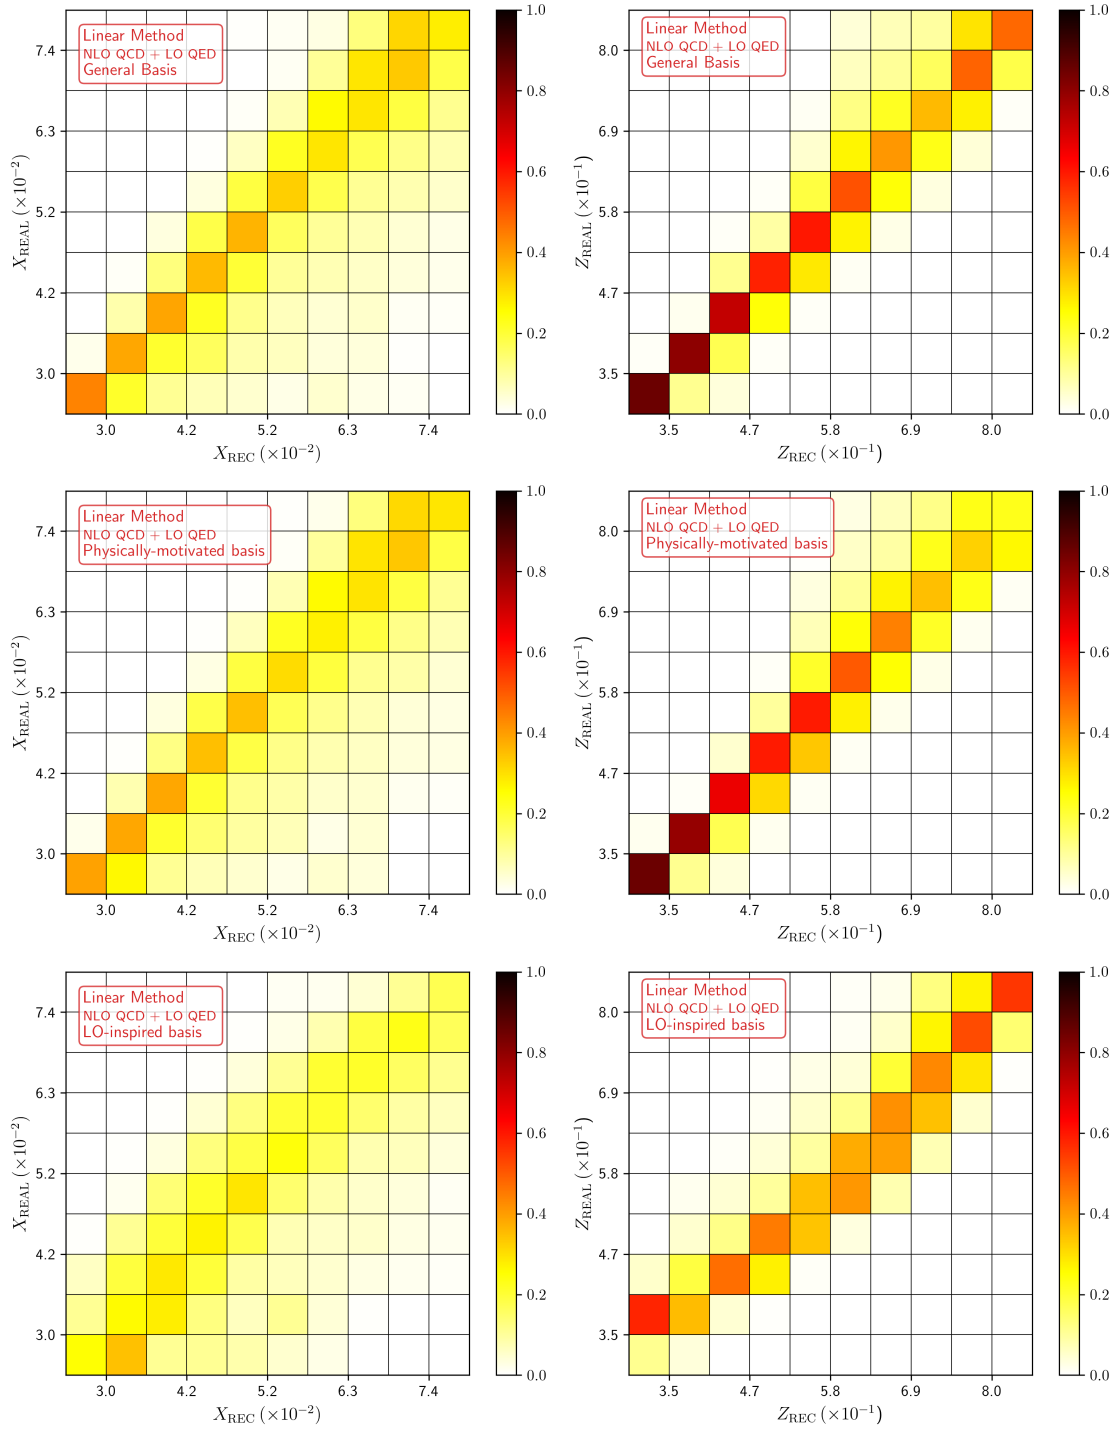 Linear Method
NLO QCD + LO QED
General Basis
7.4
6.3
5.2
4.2
3.0
X_REAL (×10⁻²)
3.0 4.2 5.2 6.3 7.4
X_REC (×10⁻²)
1.0
0.8
0.6
0.4
0.2
0.0
Linear Method
NLO QCD + LO QED
General Basis
8.0
6.9
5.8
4.7
3.5
Z_REAL (×10⁻¹)
3.5 4.7 5.8 6.9 8.0
Z_REC (×10⁻¹)
1.0
0.8
0.6
0.4
0.2
0.0
Linear Method
NLO QCD + LO QED
Physically-motivated basis
7.4
6.3
5.2
4.2
3.0
X_REAL (×10⁻²)
3.0 4.2 5.2 6.3 7.4
X_REC (×10⁻²)
1.0
0.8
0.6
0.4
0.2
0.0
Linear Method
NLO QCD + LO QED
Physically-motivated basis
8.0
6.9
5.8
4.7
3.5
Z_REAL (×10⁻¹)
3.5 4.7 5.8 6.9 8.0
Z_REC (×10⁻¹)
1.0
0.8
0.6
0.4
0.2
0.0
Linear Method
NLO QCD + LO QED
LO-inspired basis
7.4
6.3
5.2
4.2
3.0
X_REAL (×10⁻²)
3.0 4.2 5.2 6.3 7.4
X_REC (×10⁻²)
1.0
0.8
0.6
0.4
0.2
0.0
Linear Method
NLO QCD + LO QED
LO-inspired basis
8.0
6.9
5.8
4.7
3.5
Z_REAL (×10⁻¹)
3.5 4.7 5.8 6.9 8.0
Z_REC (×10⁻¹)
1.0
0.8
0.6
0.4
0.2
0.0